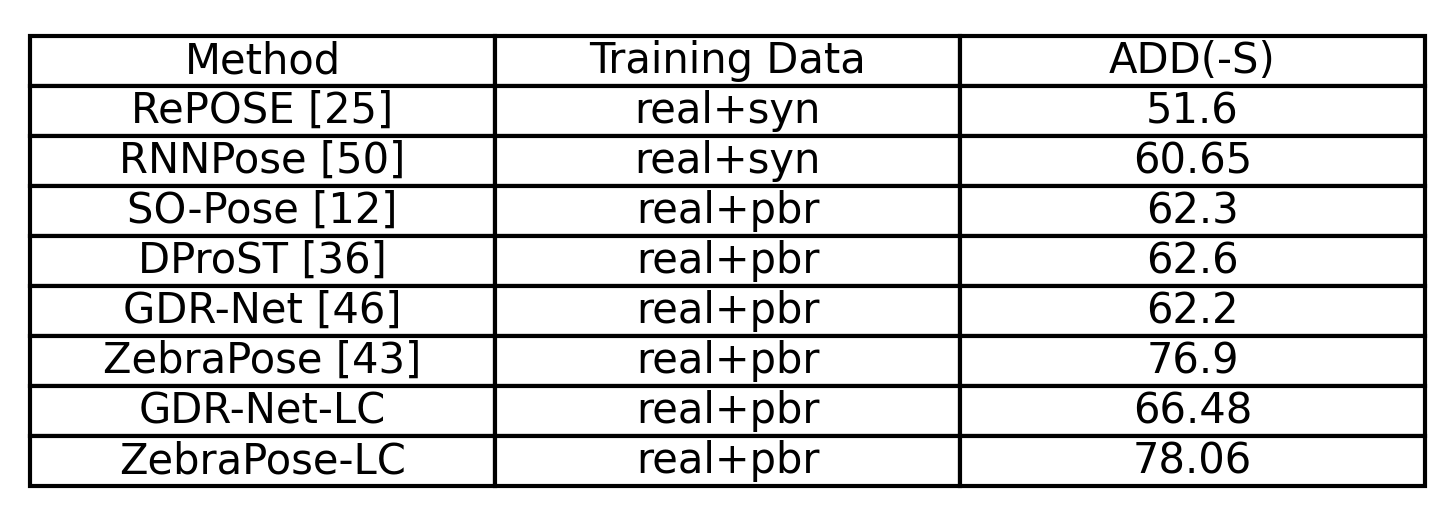 Method Training Data ADD(-S)
RePOSE [25] real+syn 51.6
RNNPose [50] real+syn 60.65
SO-Pose [12] real+pbr 62.3
DProST [36] real+pbr 62.6
GDR-Net [46] real+pbr 62.2
ZebraPose [43] real+pbr 76.9
GDR-Net-LC real+pbr 66.48
ZebraPose-LC real+pbr 78.06